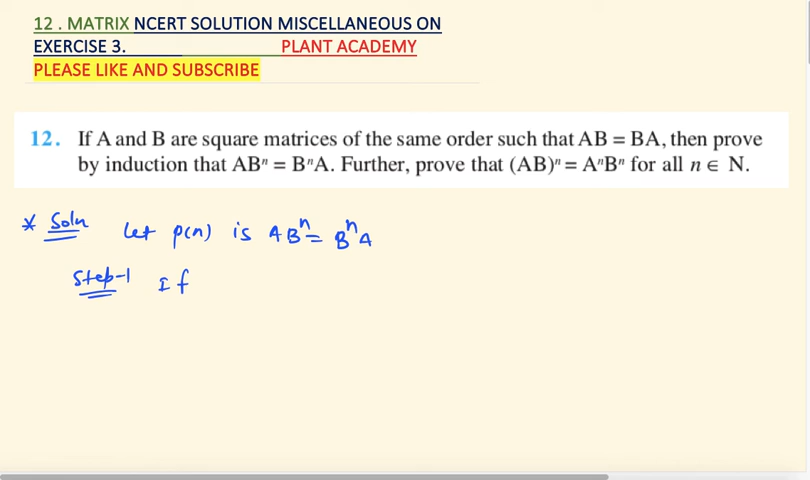 12 . MATRIX NCERT SOLUTION MISCELLANEOUS ON
EXERCISE 3. PLANT ACADEMY
PLEASE LIKE AND SUBSCRIBE
12. If A and B are square matrices of the same order such that AB = BA, then prove
by induction that ABⁿ = BⁿA. Further, prove that (AB)ⁿ = AⁿBⁿ for all n ∈ N.
* Soln Let p(n) is ABⁿ = BⁿA
Step-1 If